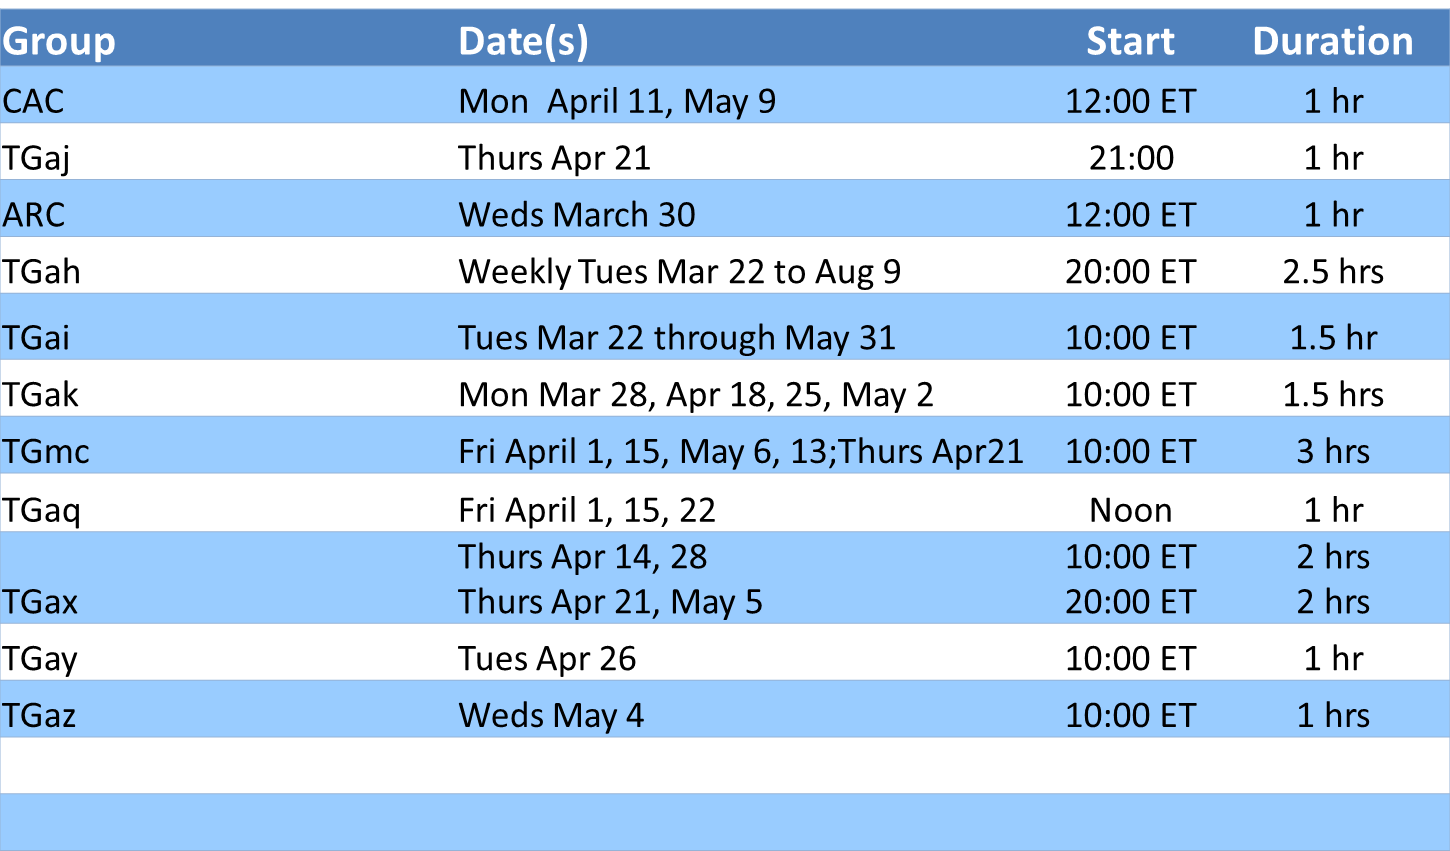 Group Date(s) Start Duration
CAC Mon  April 11, May 9 12:00 ET 1 hr
TGaj Thurs Apr 21 21:00 1 hr
ARC Weds March 30 12:00 ET 1 hr
TGah Weekly Tues Mar 22 to Aug 9 20:00 ET 2.5 hrs
TGai Tues Mar 22 through May 31 10:00 ET 1.5 hr
TGak Mon Mar 28, Apr 18, 25, May 2 10:00 ET 1.5 hrs
TGmc Fri April 1, 15, May 6, 13;Thurs Apr21 10:00 ET 3 hrs
TGaq Fri April 1, 15, 22 Noon 1 hr
Thurs Apr 14, 28 10:00 ET 2 hrs
TGax Thurs Apr 21, May 5 20:00 ET 2 hrs
TGay Tues Apr 26 10:00 ET 1 hr
TGaz Weds May 4 10:00 ET 1 hrs